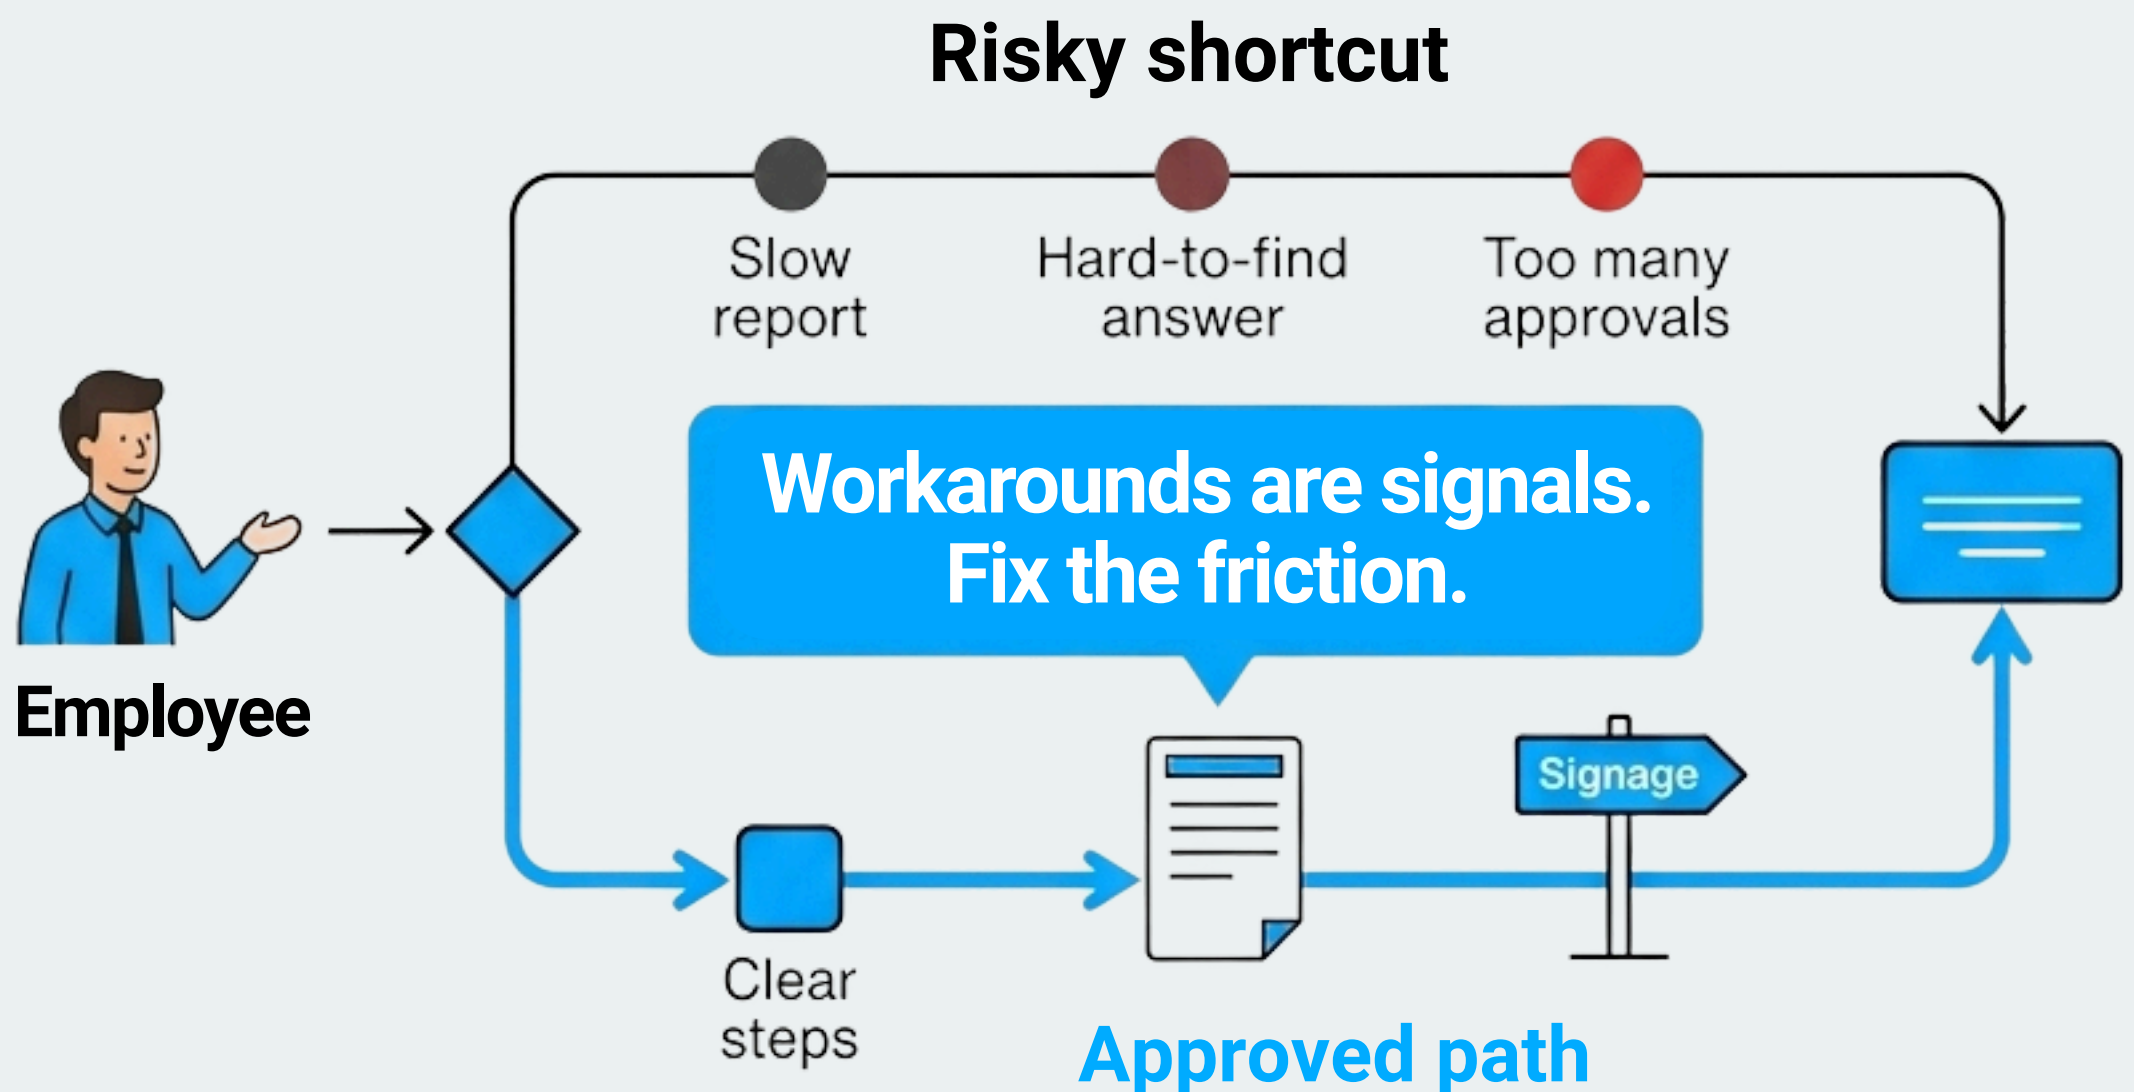 Risky shortcut
Slow
report
Hard-to-find
answer
Too many
approvals
Workarounds are signals.
Fix the friction.
Employee
Signage
Clear
steps
Approved path